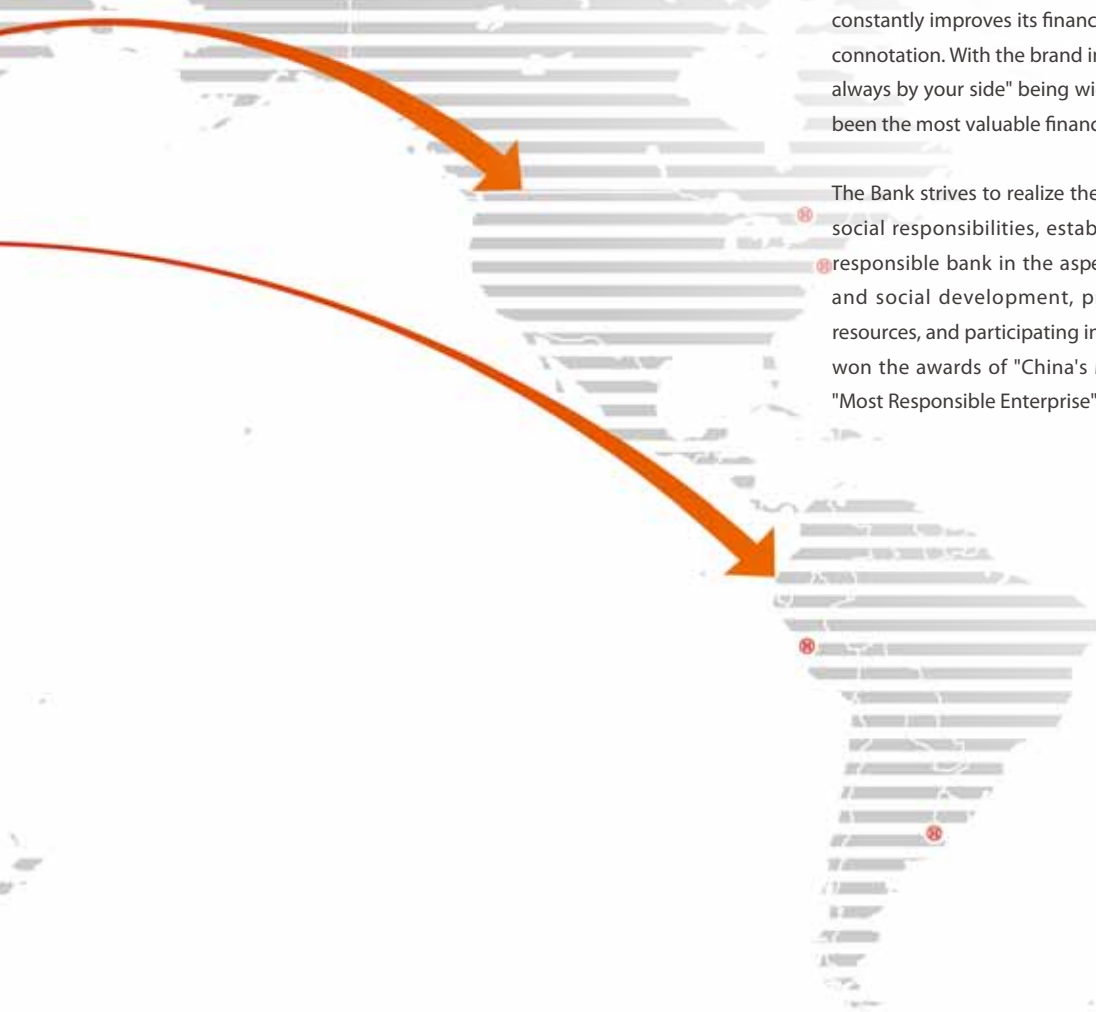 constantly improves its financ
connotation. With the brand i
always by your side" being wi
been the most valuable financ
The Bank strives to realize the
social responsibilities, estab
responsible bank in the aspe
and social development, p
resources, and participating in
won the awards of "China's
"Most Responsible Enterprise"